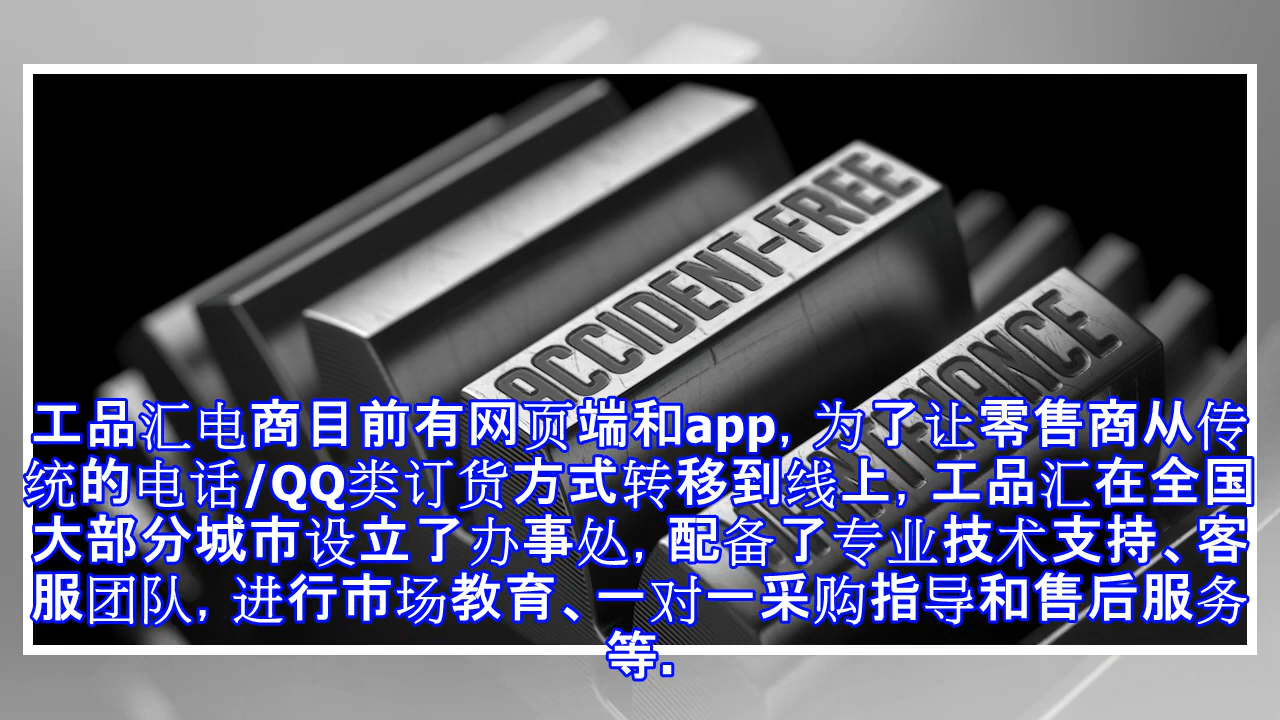 ACCIDENT-FREE
工品汇电商目前有网页端和app, 为了让零售商从传
统的电话/QQ类订货方式转移到线上, 工品汇在全国
大部分城市设立了办事处, 配备了专业技术支持、客
服团队, 进行市场教育、一对一采购指导和售后服务
等.